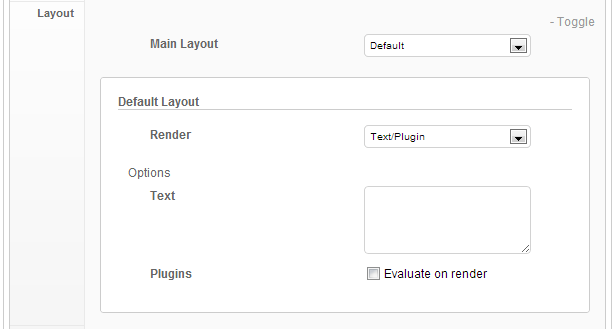 Layout
- Toggle
Main Layout Default
Default Layout
Render Text/Plugin
Options
Text
Plugins Evaluate on render